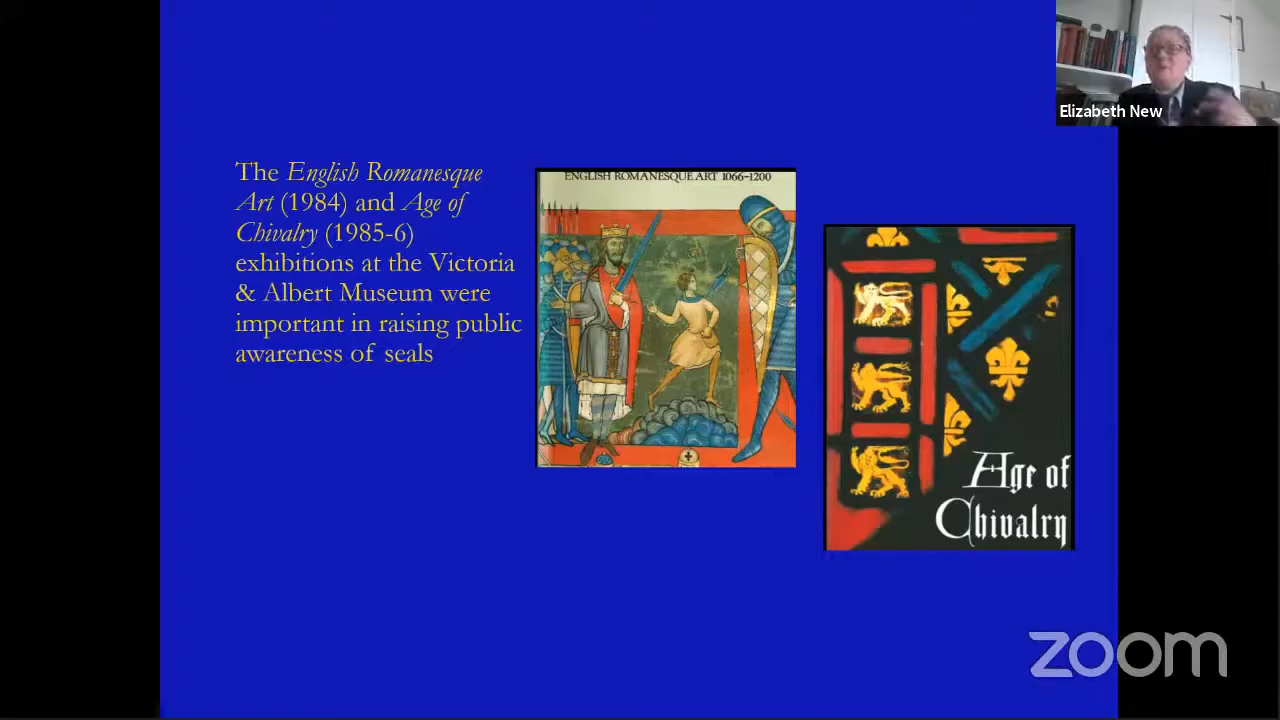 Elizabeth New
The English Romanesque
Art (1984) and Age of
Chivalry (1985-6)
exhibitions at the Victoria
& Albert Museum were
important in raising public
awareness of seals
ENGLISH ROMANESQUE ART 1066–1200
Age of
Chivalry
zoom